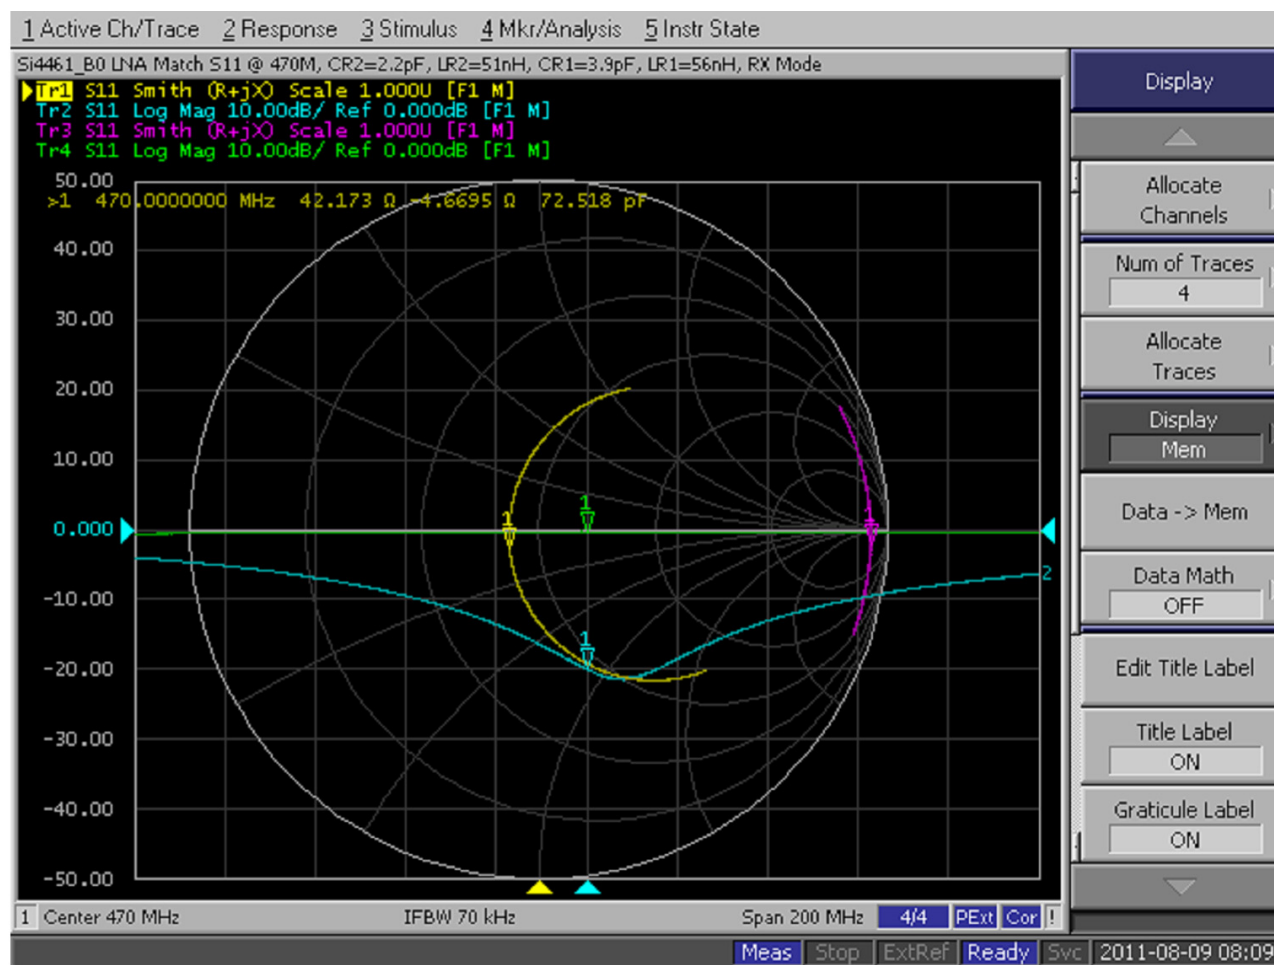 1 Active Ch/Trace 2 Response 3 Stimulus 4 Mkr/Analysis 5 Instr State
Si4461_B0 LNA Match S11 @ 470M, CR2=2.2pF, LR2=51nH, CR1=3.9pF, LR1=56nH, RX Mode
Tr1 S11 Smith (R+jX) Scale 1.000U [F1 M]
Tr2 S11 Log Mag 10.00dB/ Ref 0.000dB [F1 M]
Tr3 S11 Smith (R+jX) Scale 1.000U [F1 M]
Tr4 S11 Log Mag 10.00dB/ Ref 0.000dB [F1 M]
50.00
>1 470.0000000 MHz 42.173 Ω -4.6695 Ω 72.518 pF
40.00
30.00
20.00
10.00
1
1
1
0.000
-10.00
2
1
-20.00
-30.00
-40.00
-50.00
1 Center 470 MHz IFBW 70 kHz Span 200 MHz 4/4 PExt Cor !
Meas Stop ExtRef Ready Svc 2011-08-09 08:09
Display
Allocate
Channels
Num of Traces
4
Allocate
Traces
Display
Mem
Data -> Mem
Data Math
OFF
Edit Title Label
Title Label
ON
Graticule Label
ON